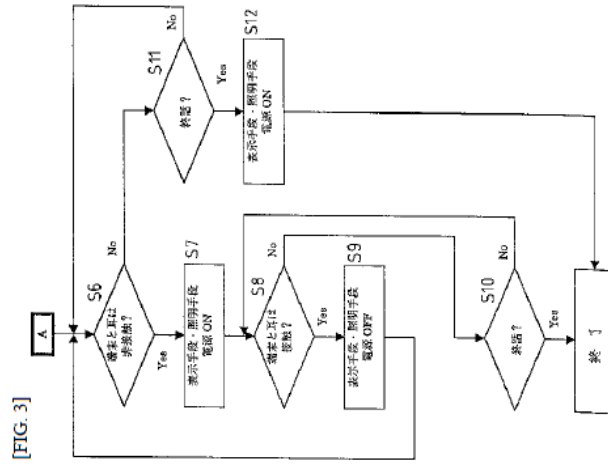 [FIG. 3]
A
S6
端末と耳は
非接触？
No
Yes
S7
表示手段・照明手段
電源 ON
S8
端末と耳は
接触？
No
Yes
S9
表示手段・照明手段
電源 OFF
S10
終話？
No
Yes
S11
終話？
No
Yes
S12
表示手段・照明手段
電源 ON
終了